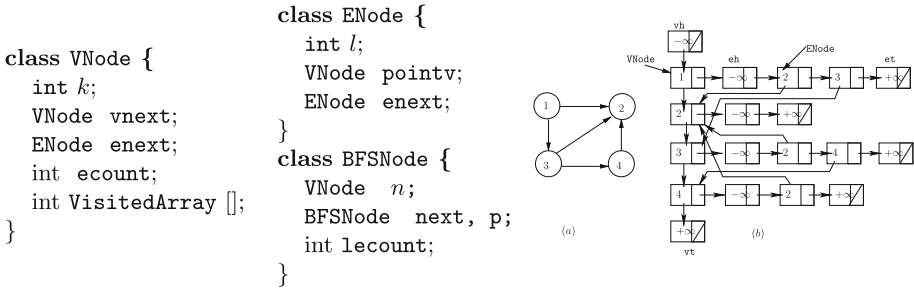 class VNode {
int k;
VNode vnext;
ENode enext;
int ecount;
int VisitedArray [];
}
class ENode {
int l;
VNode pointv;
ENode enext;
}
class BFSNode {
VNode n;
BFSNode next, p;
int lecount;
}
1
2
3
4
(a)
vh
-∞
VNode
ENode
eh
et
1 -∞ 2 3 +∞
2 -∞ +∞
3 -∞ 2 4 +∞
4 -∞ 2 +∞
+∞
vt
(b)